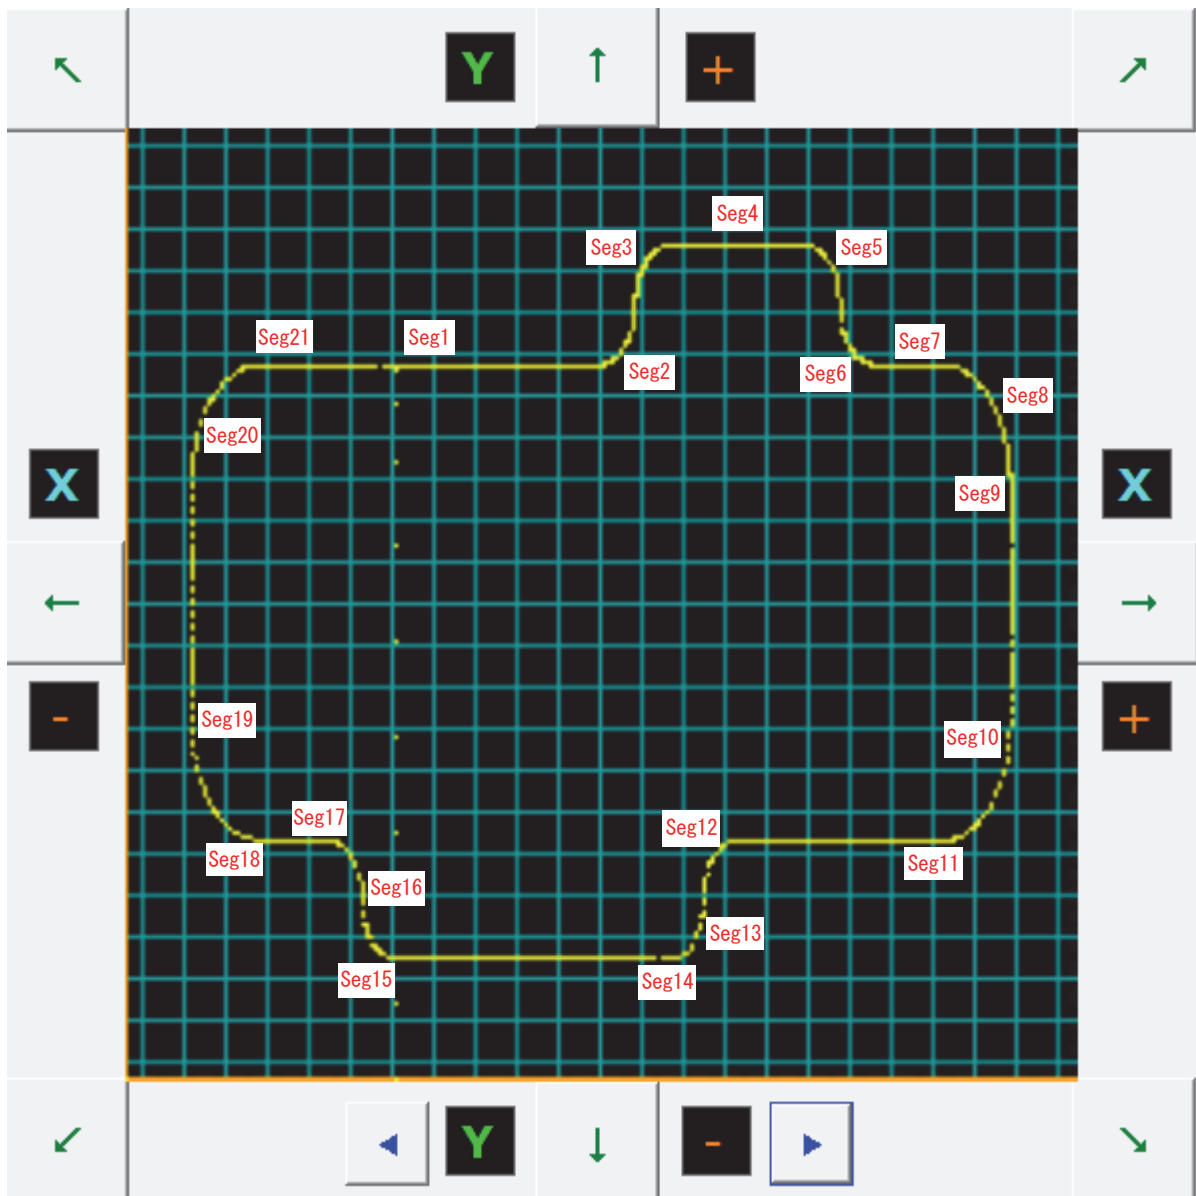 ↖ Y ↑ + ↗
Seg4
Seg3
Seg5
Seg21
Seg1
Seg7
Seg2
Seg6
Seg8
Seg20
X
X
Seg9
←
→
-
+
Seg19
Seg10
Seg17
Seg12
Seg18
Seg11
Seg16
Seg13
Seg15
Seg14
↙ ◀ Y ↓ - ▶ ↘